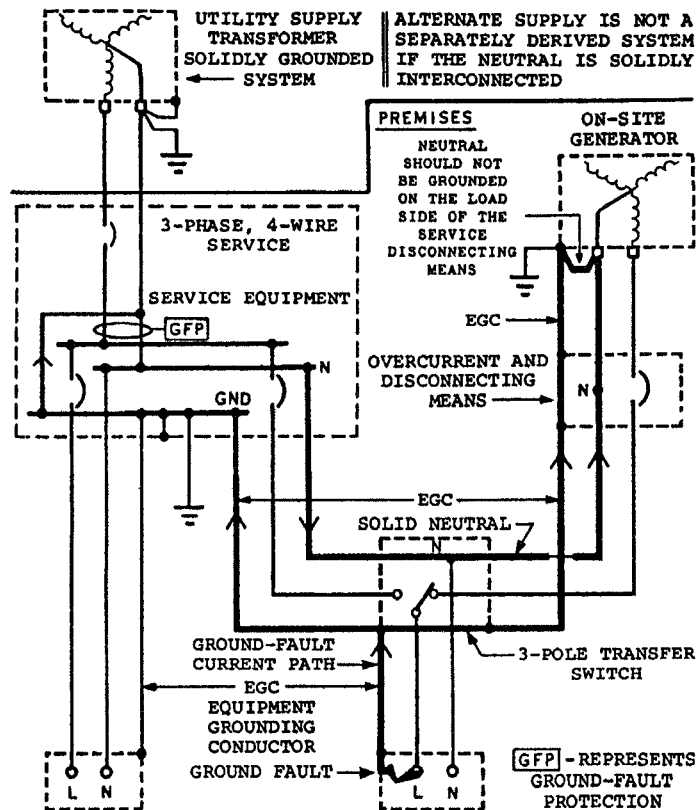 UTILITY SUPPLY
TRANSFORMER
SOLIDLY GROUNDED
SYSTEM
ALTERNATE SUPPLY IS NOT A
SEPARATELY DERIVED SYSTEM
IF THE NEUTRAL IS SOLIDLY
INTERCONNECTED
PREMISES
ON-SITE
GENERATOR
NEUTRAL
SHOULD NOT
BE GROUNDED
ON THE LOAD
SIDE OF THE
SERVICE
DISCONNECTING
MEANS
3-PHASE, 4-WIRE
SERVICE
SERVICE EQUIPMENT
GFP
EGC
N
OVERCURRENT AND
DISCONNECTING
MEANS
N
GND
EGC
SOLID NEUTRAL
N
GROUND-FAULT
CURRENT PATH
3-POLE TRANSFER
SWITCH
EGC
EQUIPMENT
GROUNDING
CONDUCTOR
GROUND FAULT
L N
L N
GFP - REPRESENTS
GROUND-FAULT
PROTECTION